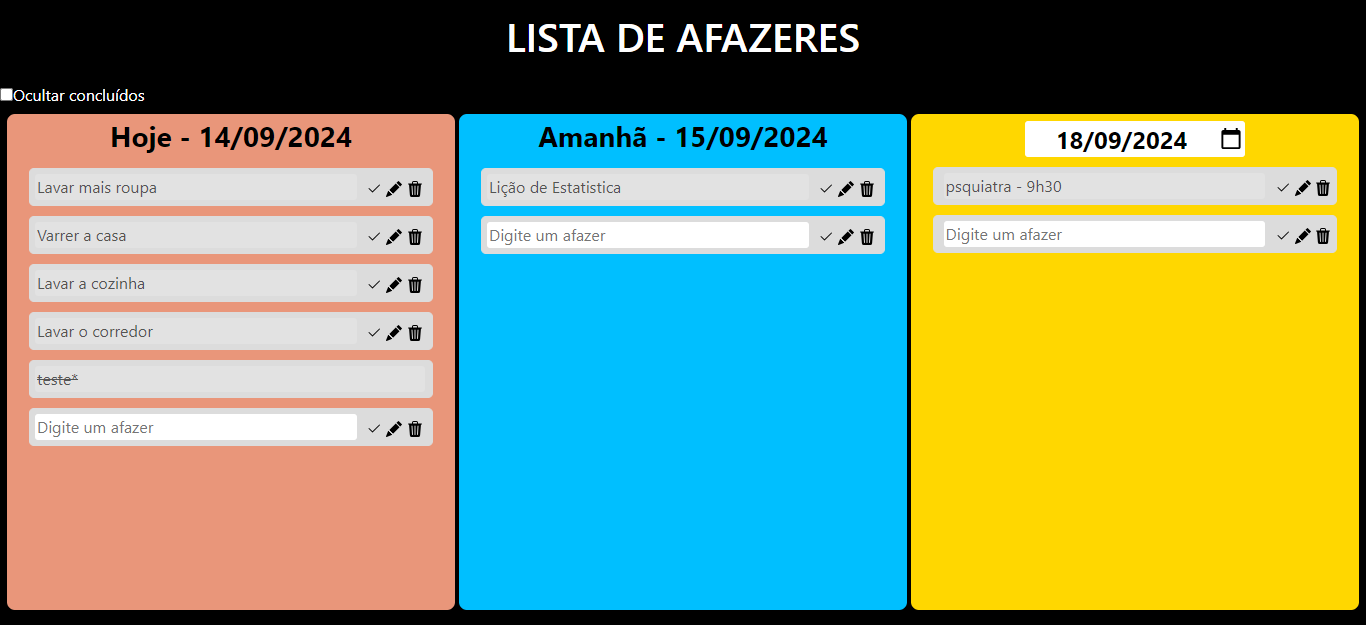 LISTA DE AFAZERES
Ocultar concluídos
Hoje - 14/09/2024
Lavar mais roupa
Varrer a casa
Lavar a cozinha
Lavar o corredor
teste*
Digite um afazer
Amanhã - 15/09/2024
Lição de Estatistica
Digite um afazer
18/09/2024
psquiatra - 9h30
Digite um afazer